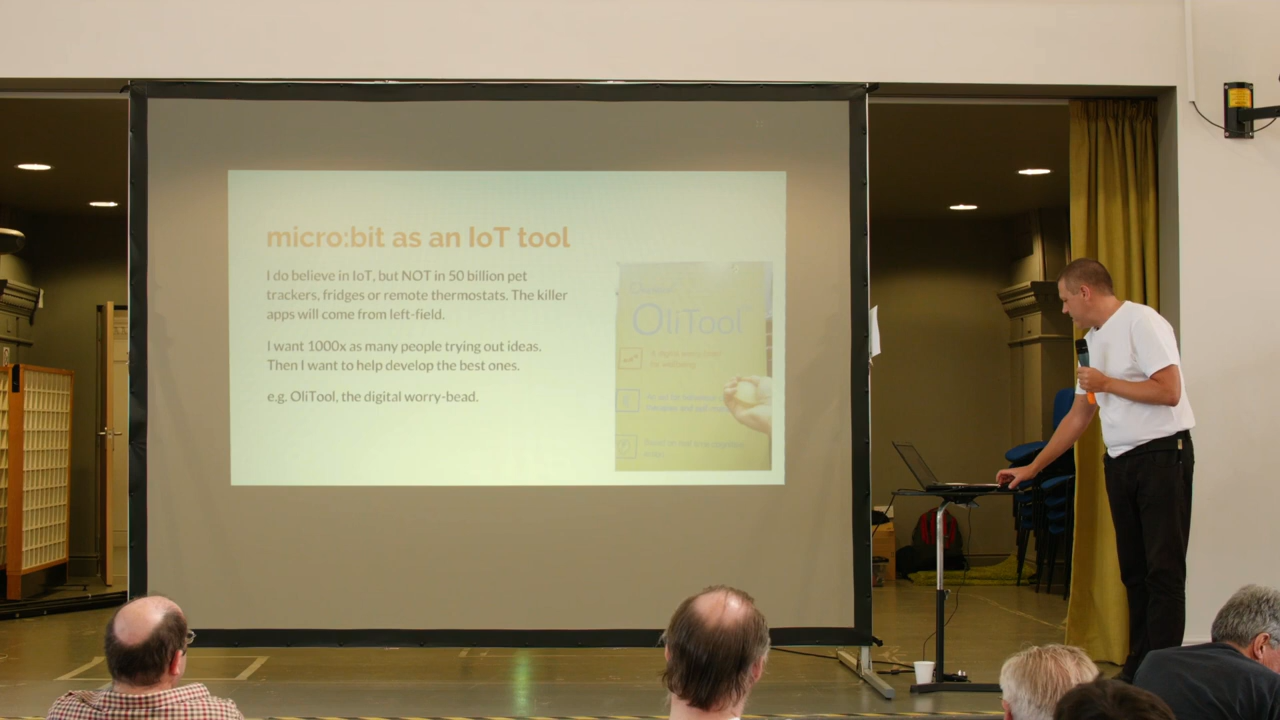 micro:bit as an IoT tool
I do believe in IoT, but NOT in 50 billion pet
trackers, fridges or remote thermostats. The killer
apps will come from left-field.
I want 1000x as many people trying out ideas.
Then I want to help develop the best ones.
e.g. OliTool, the digital worry-bead.
OliTool